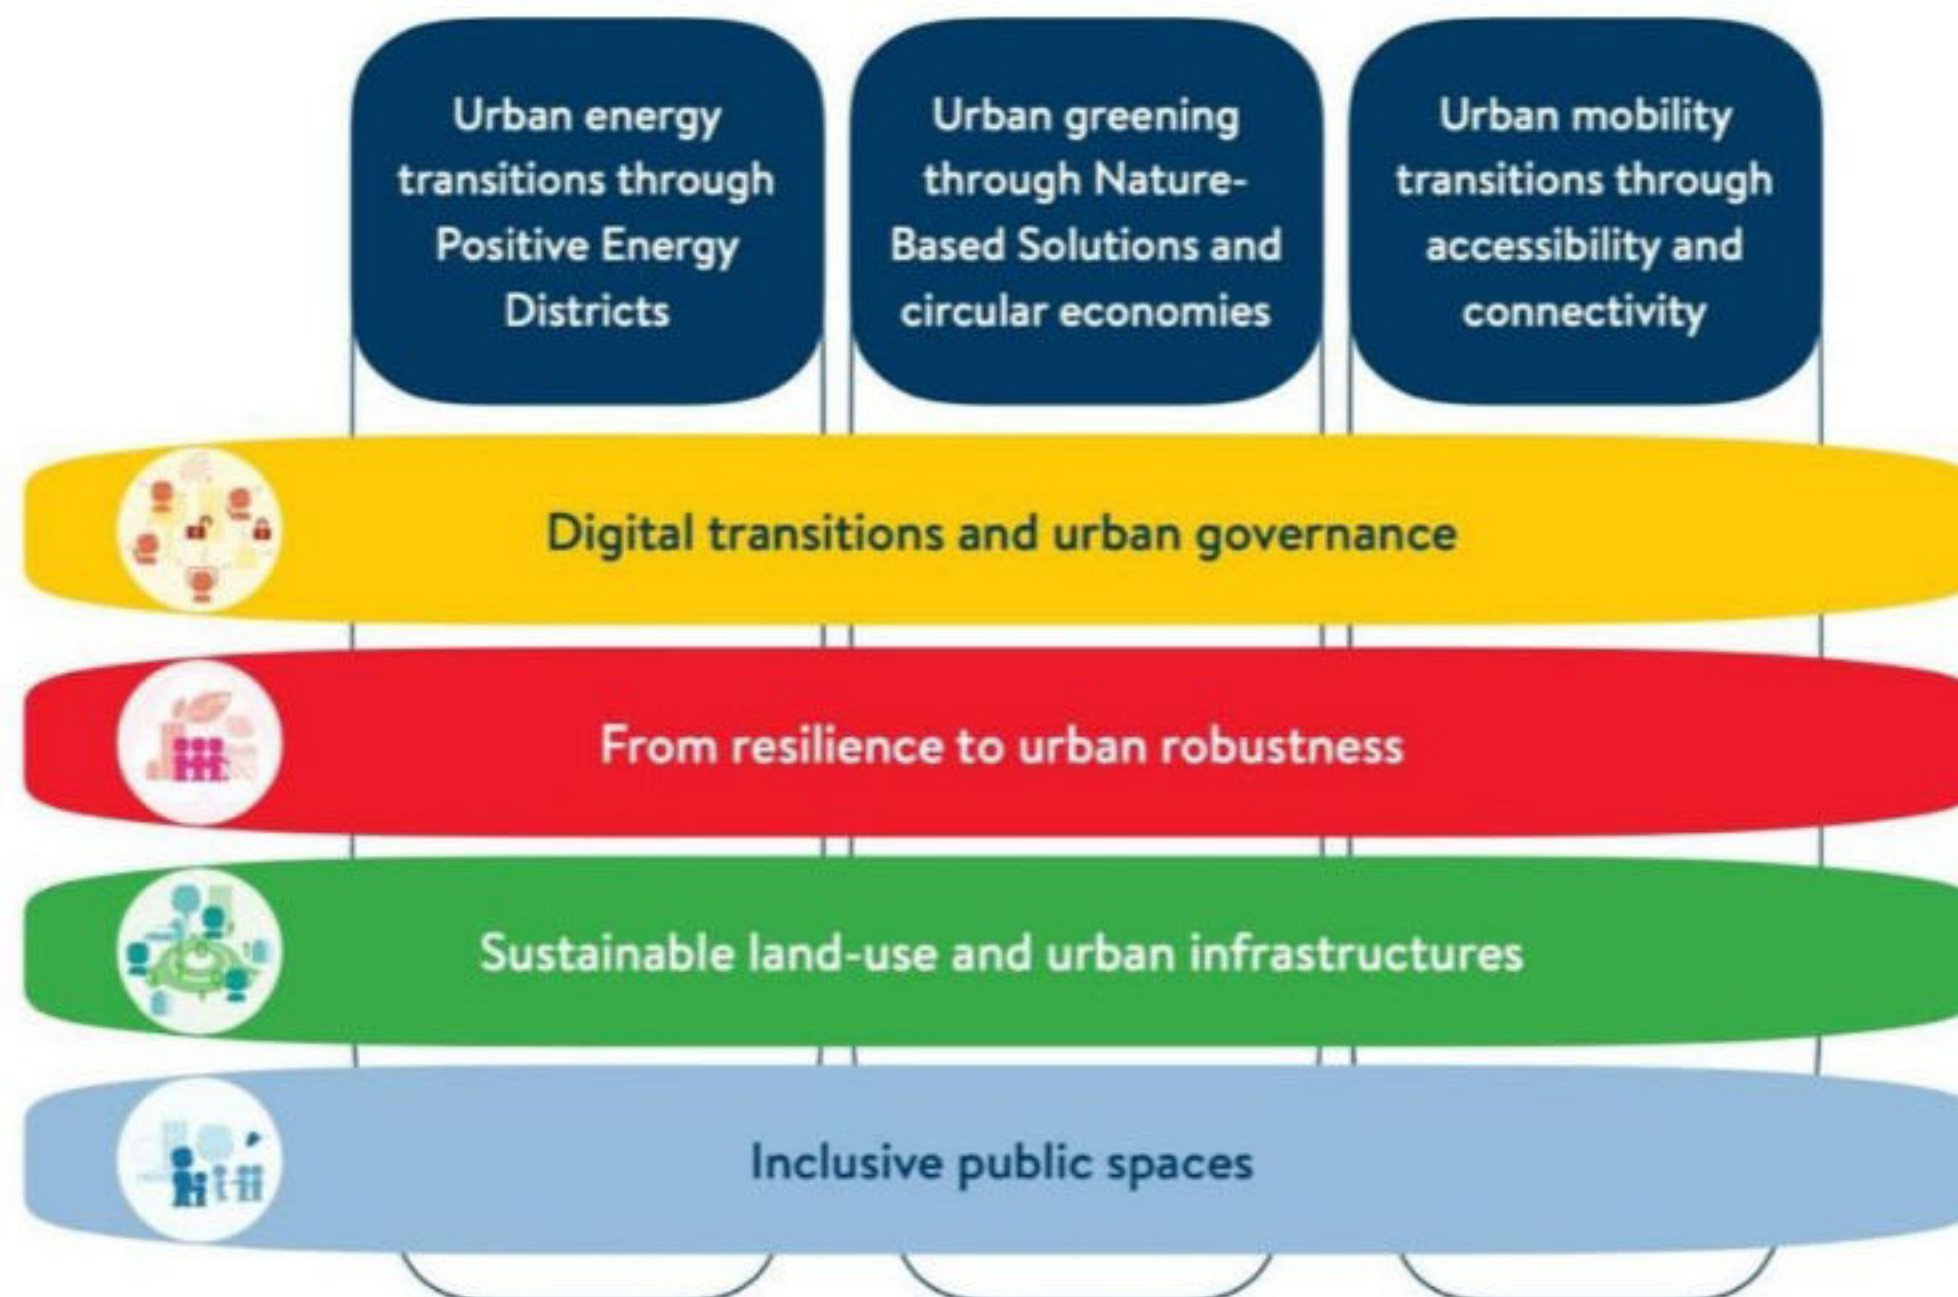 Urban energy
transitions through
Positive Energy
Districts
Urban greening
through Nature-
Based Solutions and
circular economies
Urban mobility
transitions through
accessibility and
connectivity
Digital transitions and urban governance
From resilience to urban robustness
Sustainable land-use and urban infrastructures
Inclusive public spaces